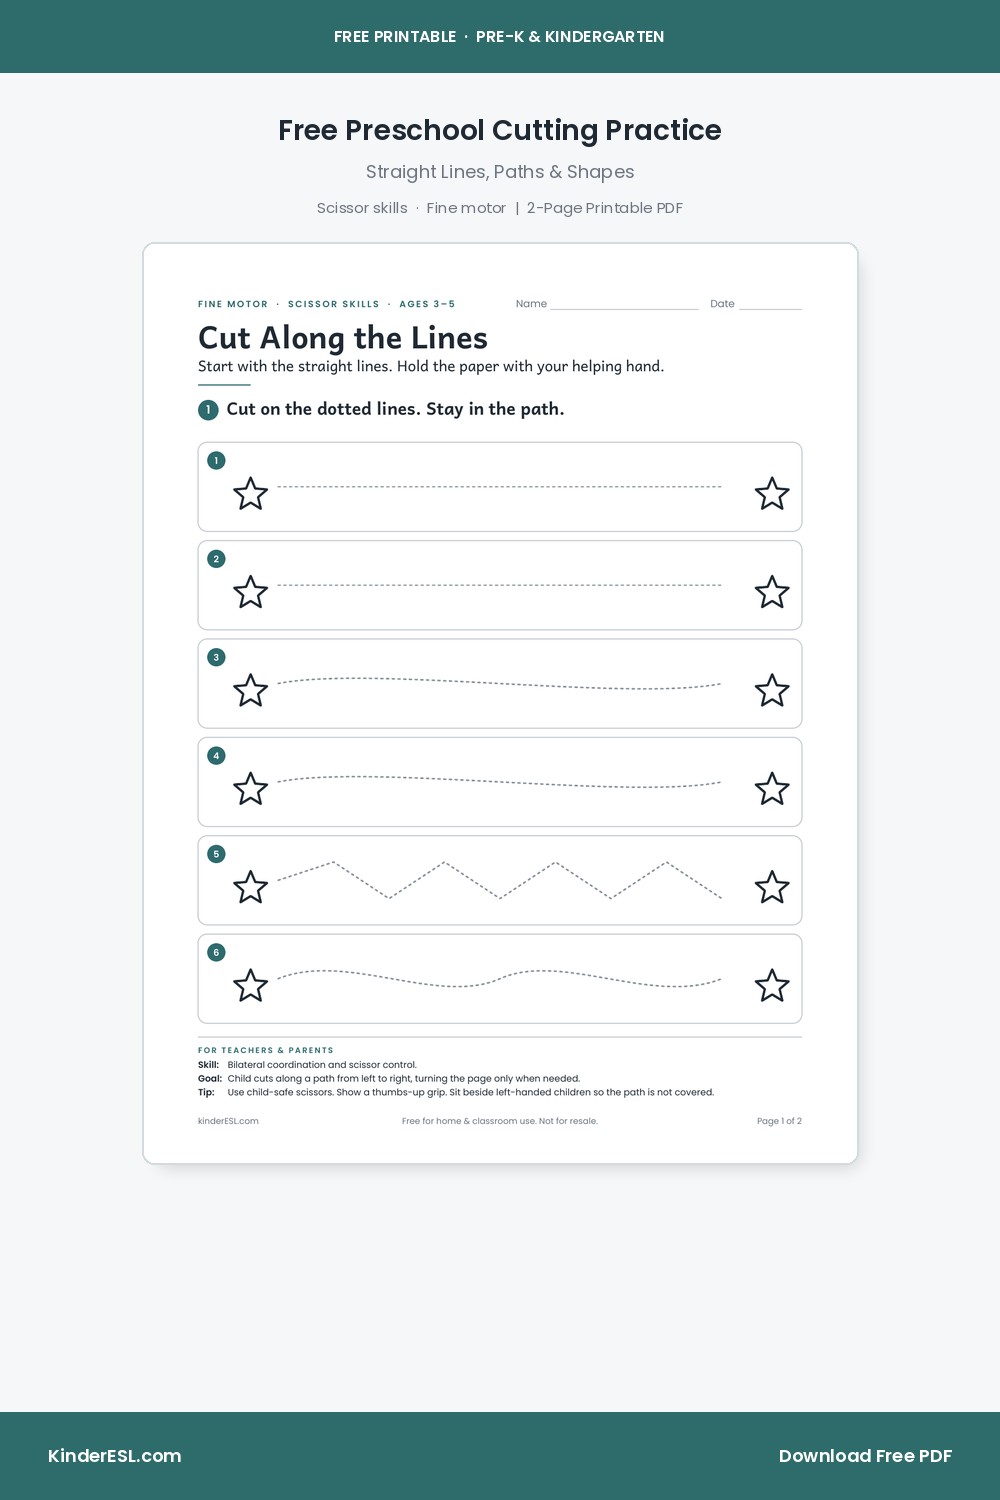 FREE PRINTABLE · PRE-K & KINDERGARTEN
Free Preschool Cutting Practice
Straight Lines, Paths & Shapes
Scissor skills · Fine motor | 2-Page Printable PDF
FINE MOTOR · SCISSOR SKILLS · AGES 3–5 Name Date
Cut Along the Lines
Start with the straight lines. Hold the paper with your helping hand.
1 Cut on the dotted lines. Stay in the path.
1
2
3
4
5
6
FOR TEACHERS & PARENTS
Skill: Bilateral coordination and scissor control.
Goal: Child cuts along a path from left to right, turning the page only when needed.
Tip: Use child-safe scissors. Show a thumbs-up grip. Sit beside left-handed children so the path is not covered.
kinderESL.com Free for home & classroom use. Not for resale. Page 1 of 2
KinderESL.com Download Free PDF